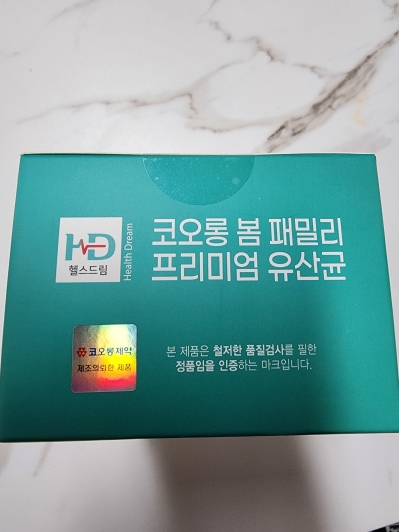 HD
헬스드림
Health Dream
코오롱 봄 패밀리
프리미엄 유산균
코오롱제약
제조의뢰한 제품
본 제품은 철저한 품질검사를 필한
정품임을 인증하는 마크입니다.